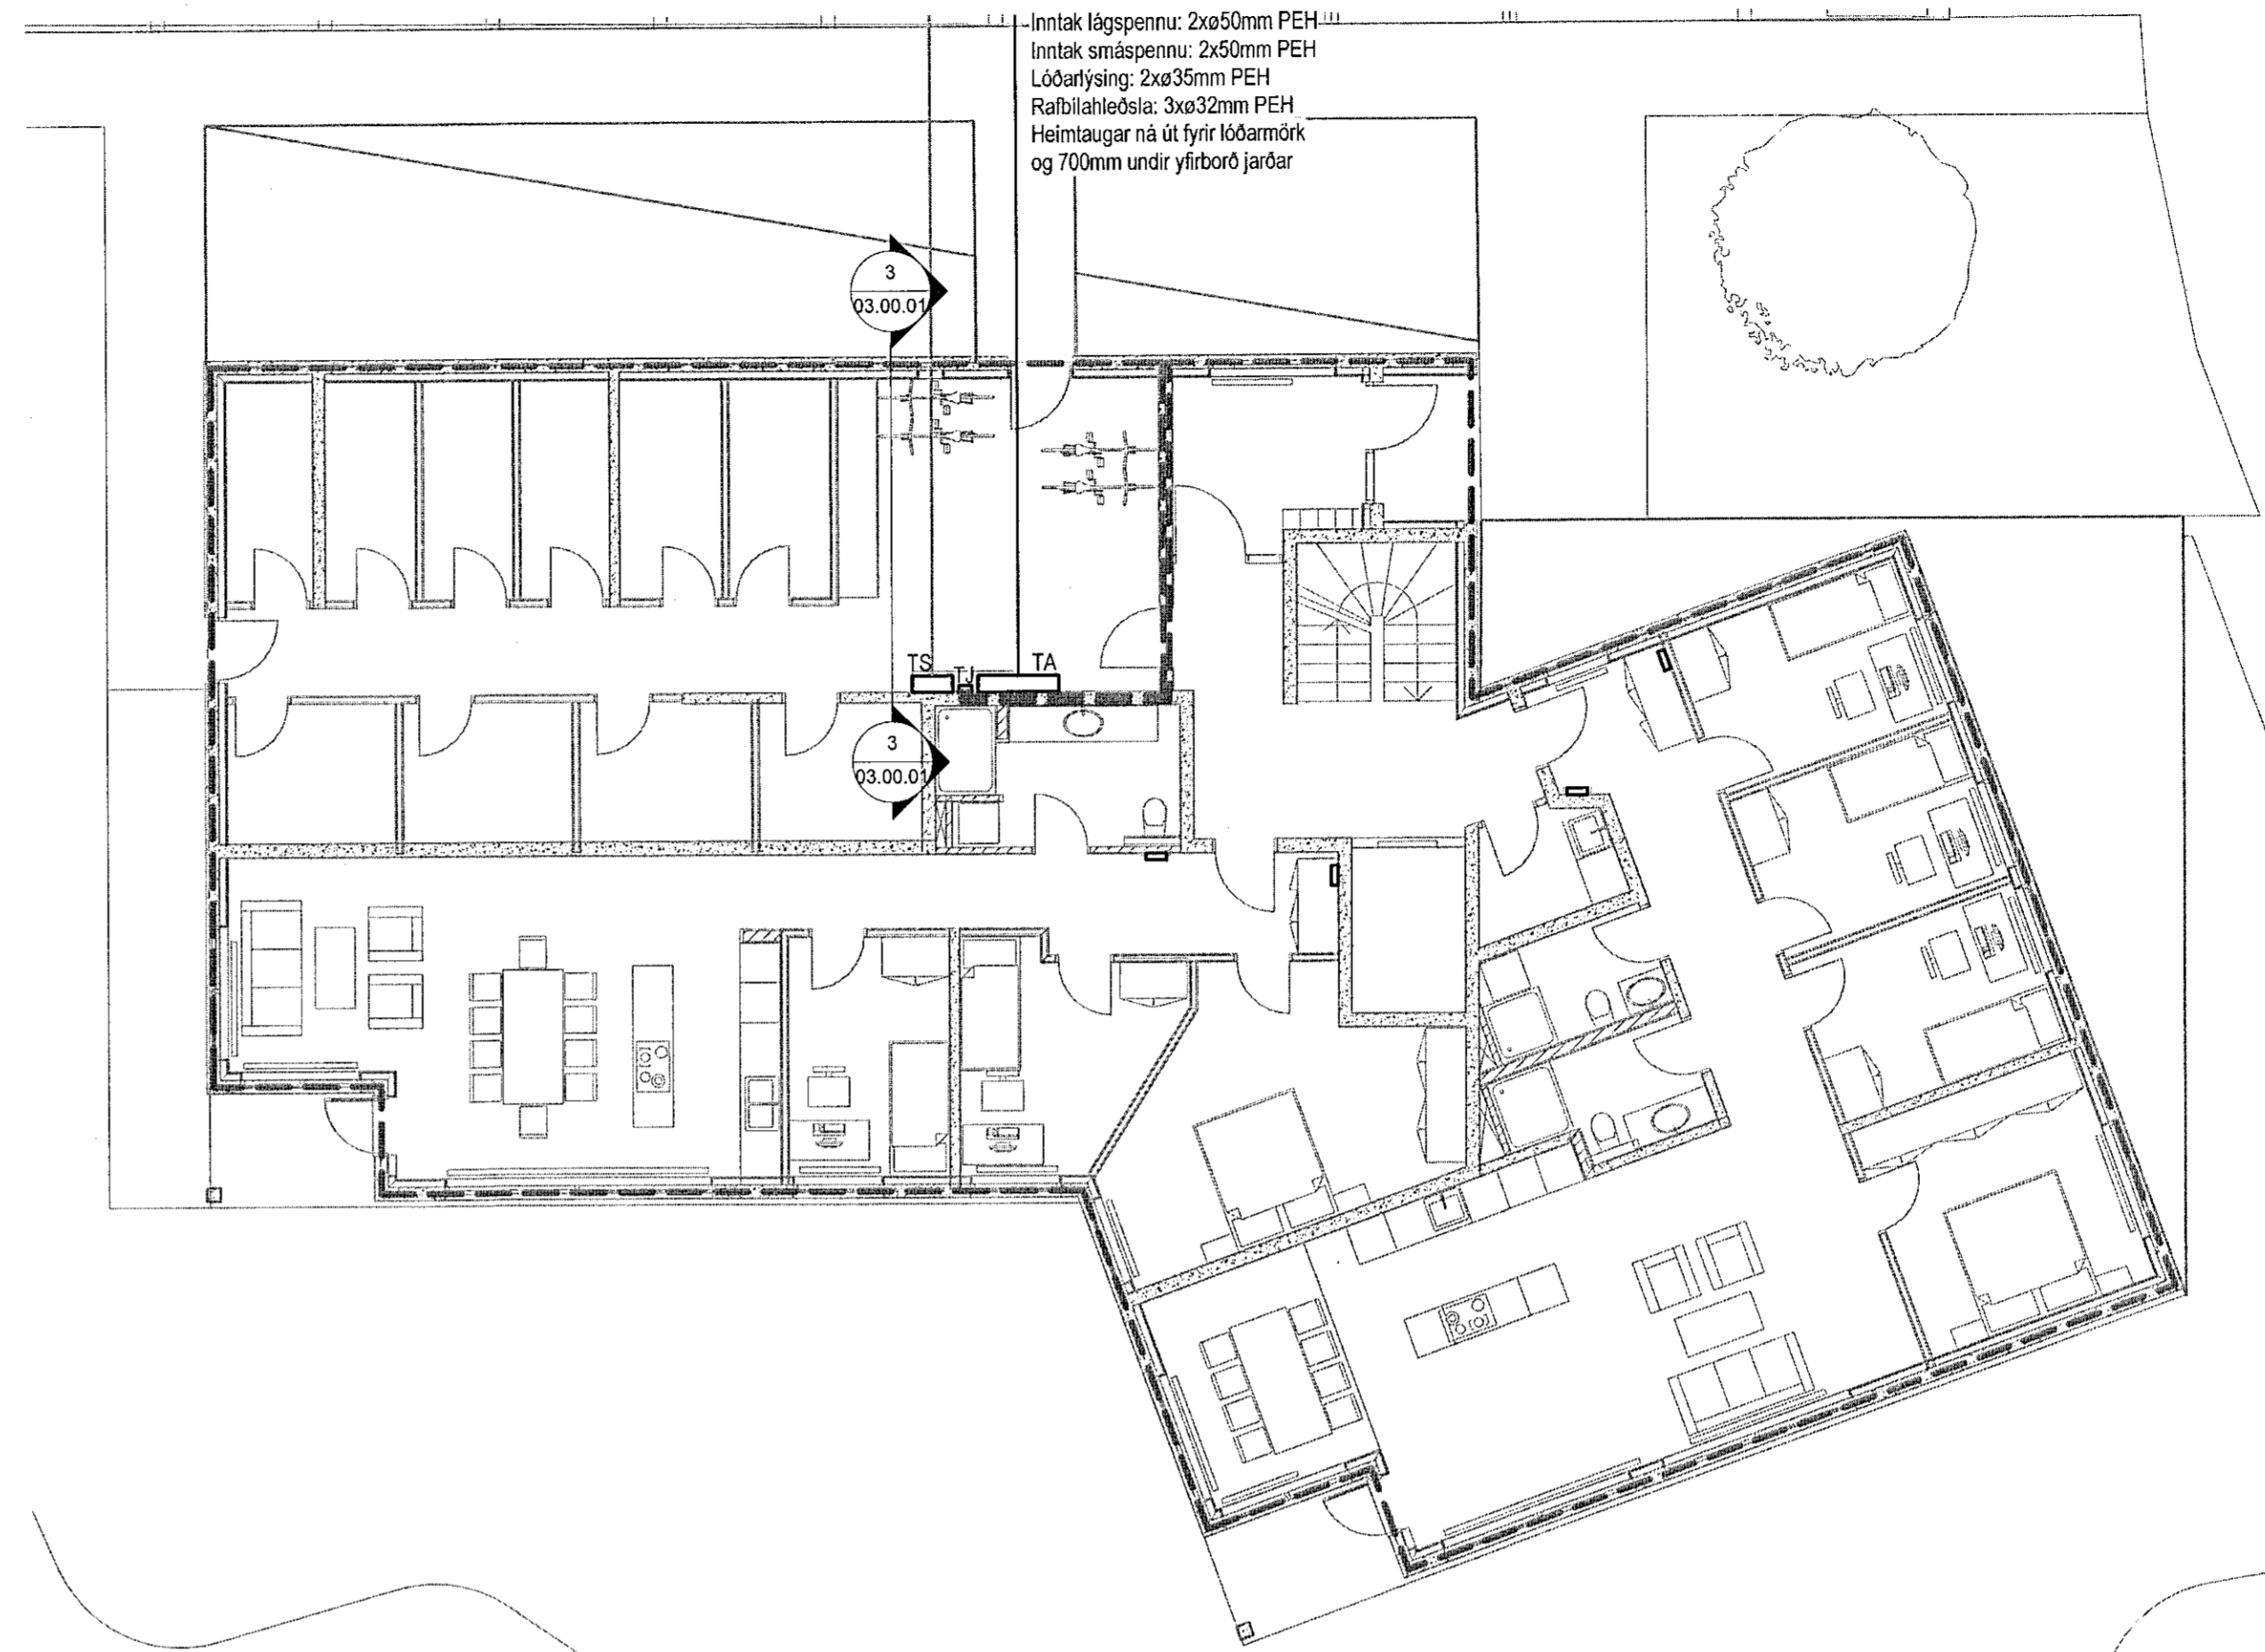 Inntak lágspennu: 2xø50mm PEH
Inntak smáspennu: 2x50mm PEH
Lóðarlýsing: 2xø35mm PEH
Rafbílahleðsla: 3xø32mm PEH
Heimtaugar ná út fyrir lóðarmörk
og 700mm undir yfirborð jarðar
3
03.00.01
TS
TJ
TA
3
03.00.01